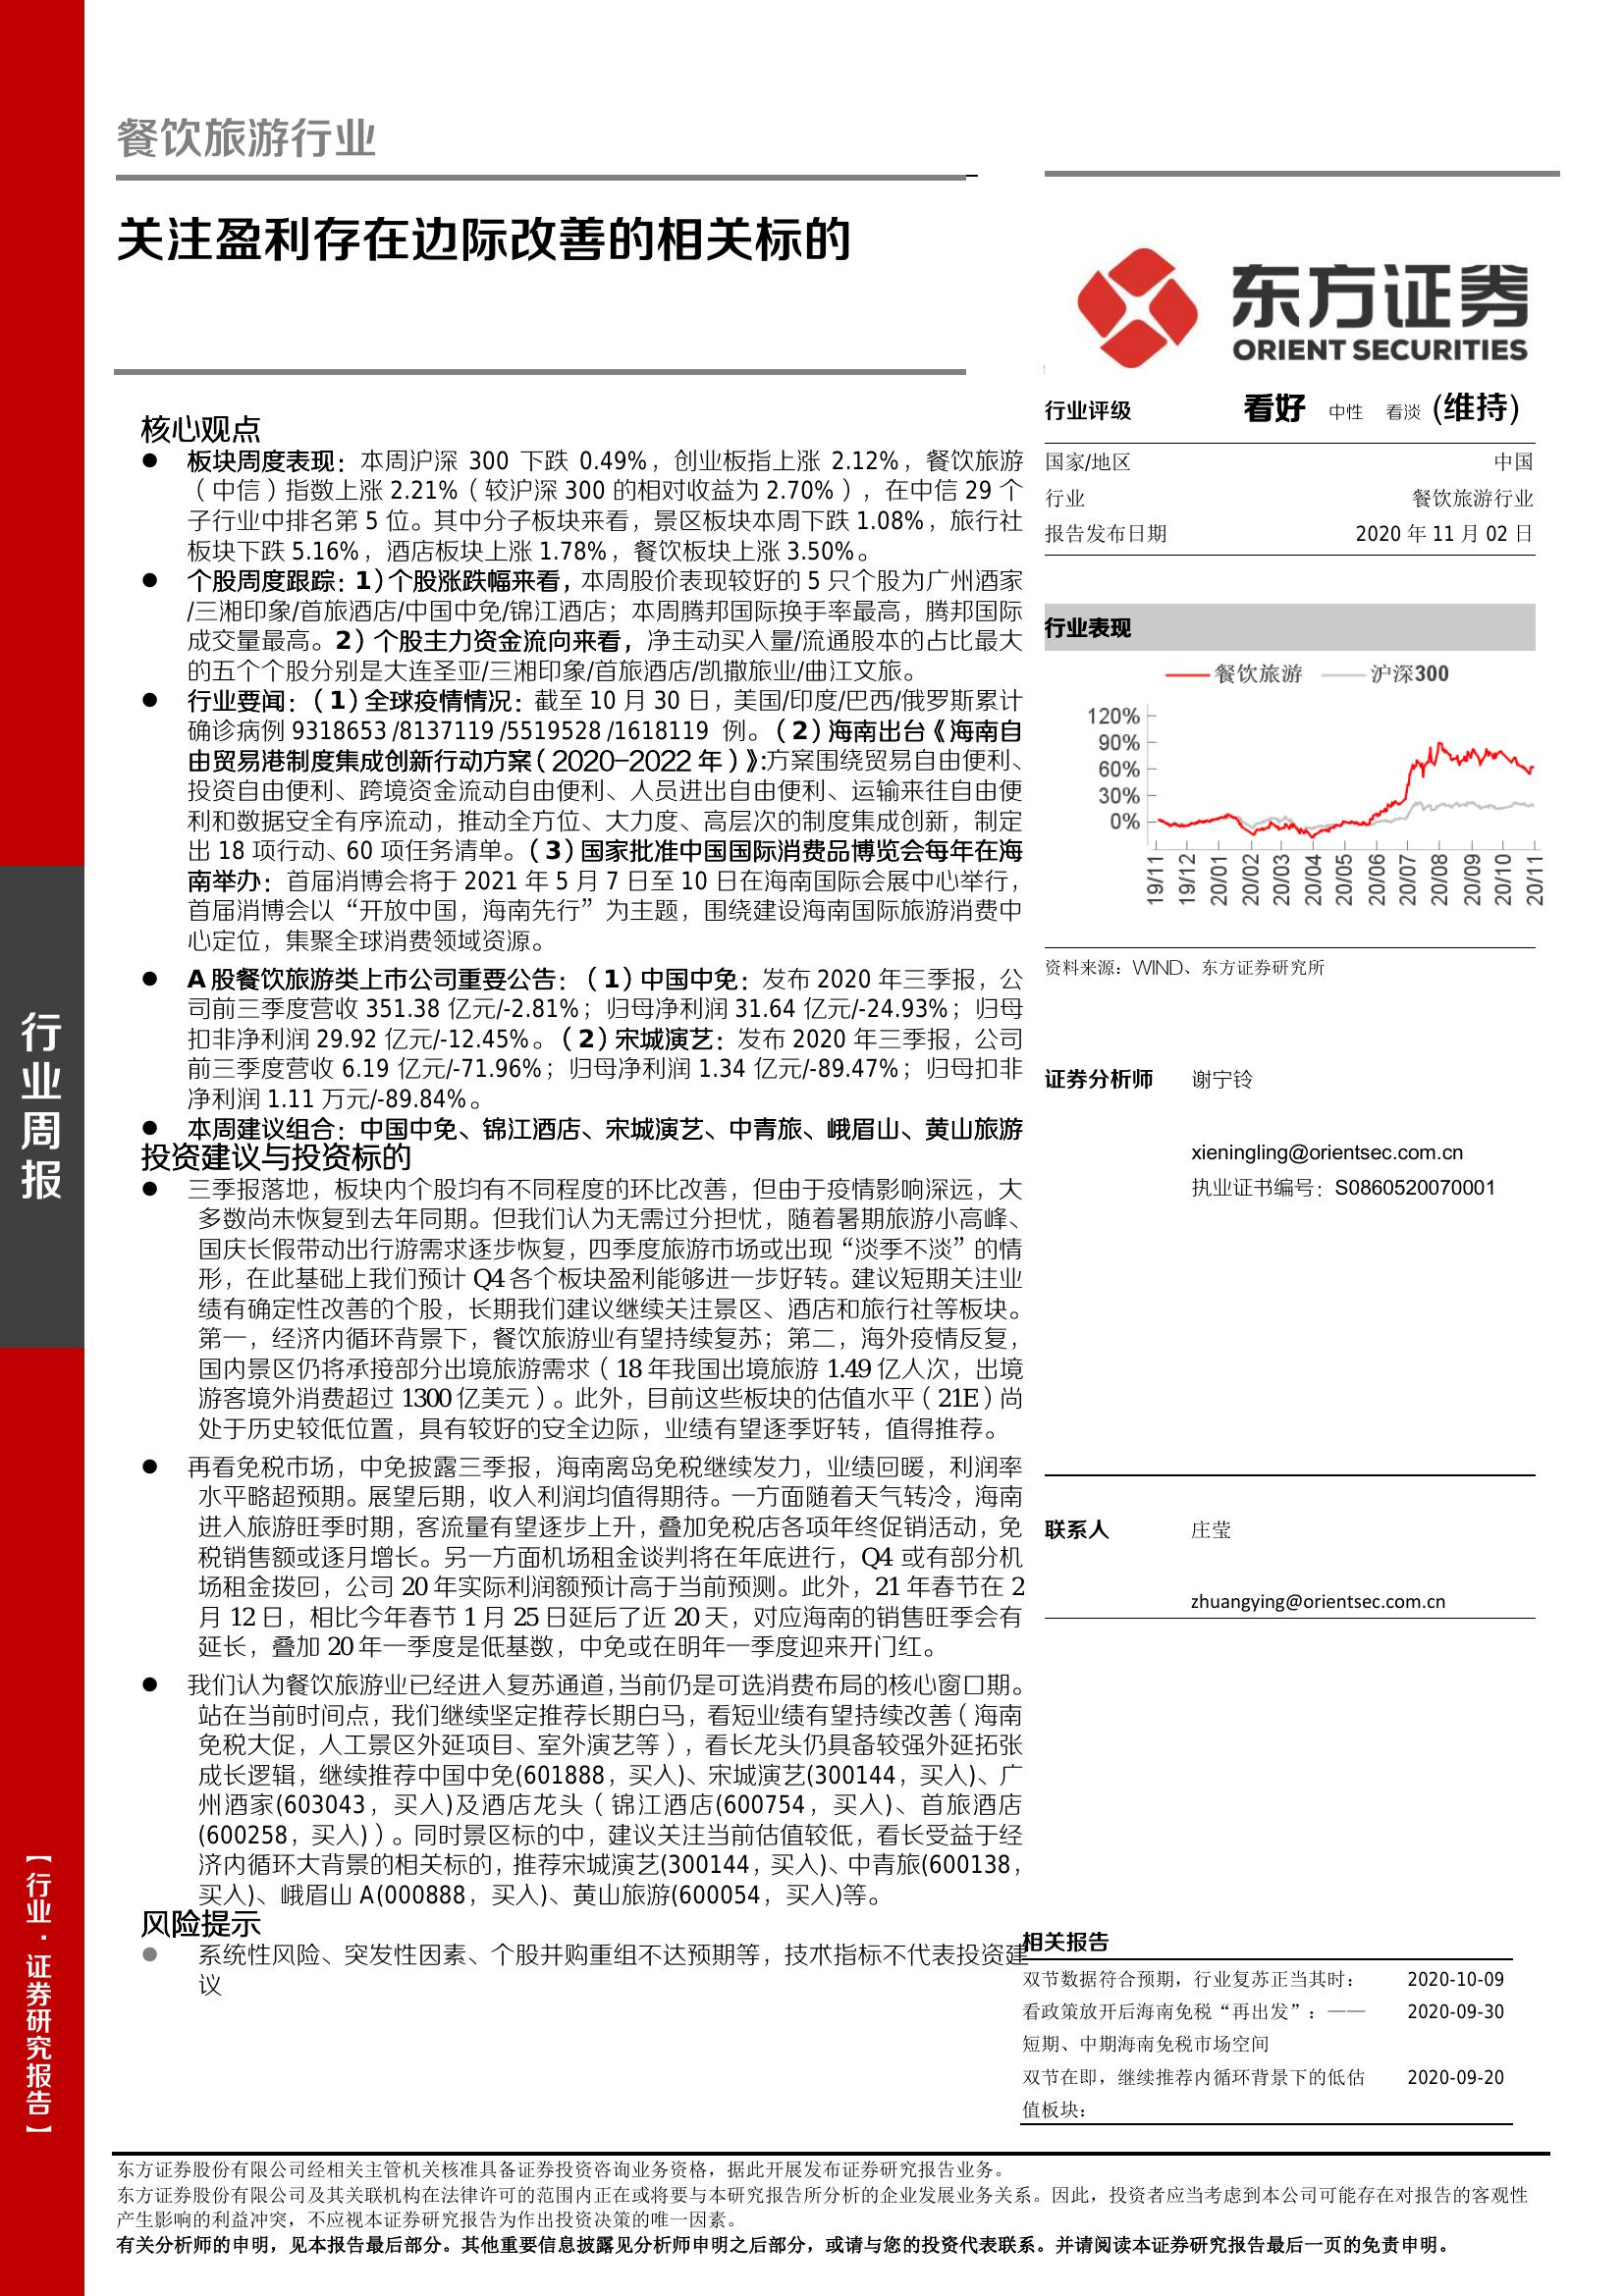 餐饮旅游行业
关注盈利存在边际改善的相关标的
核心观点
● 板块周度表现：本周沪深 300 下跌 0.49%，创业板指上涨 2.12%，餐饮旅游
（中信）指数上涨 2.21%（较沪深 300 的相对收益为 2.70%），在中信 29 个
子行业中排名第 5 位。其中分子板块来看，景区板块本周下跌 1.08%，旅行社
板块下跌 5.16%，酒店板块上涨 1.78%，餐饮板块上涨 3.50%。
● 个股周度跟踪：1）个股涨跌幅来看，本周股价表现较好的 5 只个股为广州酒家
/三湘印象/首旅酒店/中国中免/锦江酒店；本周腾邦国际换手率最高，腾邦国际
成交量最高。2）个股主力资金流向来看，净主动买入量/流通股本的占比最大
的五个个股分别是大连圣亚/三湘印象/首旅酒店/凯撒旅业/曲江文旅。
● 行业要闻：（1）全球疫情情况：截至 10 月 30 日，美国/印度/巴西/俄罗斯累计
确诊病例 9318653 /8137119 /5519528 /1618119 例。（2）海南出台《海南自
由贸易港制度集成创新行动方案（2020-2022 年）》:方案围绕贸易自由便利、
投资自由便利、跨境资金流动自由便利、人员进出自由便利、运输来往自由便
利和数据安全有序流动，推动全方位、大力度、高层次的制度集成创新，制定
出 18 项行动、60 项任务清单。（3）国家批准中国国际消费品博览会每年在海
南举办：首届消博会将于 2021 年 5 月 7 日至 10 日在海南国际会展中心举行，
首届消博会以“开放中国，海南先行”为主题，围绕建设海南国际旅游消费中
心定位，集聚全球消费领域资源。
● A 股餐饮旅游类上市公司重要公告：（1）中国中免：发布 2020 年三季报，公
司前三季度营收 351.38 亿元/-2.81%；归母净利润 31.64 亿元/-24.93%；归母
扣非净利润 29.92 亿元/-12.45%。（2）宋城演艺：发布 2020 年三季报，公司
前三季度营收 6.19 亿元/-71.96%；归母净利润 1.34 亿元/-89.47%；归母扣非
净利润 1.11 万元/-89.84%。
● 本周建议组合：中国中免、锦江酒店、宋城演艺、中青旅、峨眉山、黄山旅游
投资建议与投资标的
● 三季报落地，板块内个股均有不同程度的环比改善，但由于疫情影响深远，大
多数尚未恢复到去年同期。但我们认为无需过分担忧，随着暑期旅游小高峰、
国庆长假带动出行游需求逐步恢复，四季度旅游市场或出现“淡季不淡”的情
形，在此基础上我们预计 Q4 各个板块盈利能够进一步好转。建议短期关注业
绩有确定性改善的个股，长期我们建议继续关注景区、酒店和旅行社等板块。
第一，经济内循环背景下，餐饮旅游业有望持续复苏；第二，海外疫情反复，
国内景区仍将承接部分出境旅游需求（18 年我国出境旅游 1.49 亿人次，出境
游客境外消费超过 1300 亿美元）。此外，目前这些板块的估值水平（21E）尚
处于历史较低位置，具有较好的安全边际，业绩有望逐季好转，值得推荐。
● 再看免税市场，中免披露三季报，海南离岛免税继续发力，业绩回暖，利润率
水平略超预期。展望后期，收入利润均值得期待。一方面随着天气转冷，海南
进入旅游旺季时期，客流量有望逐步上升，叠加免税店各项年终促销活动，免
税销售额或逐月增长。另一方面机场租金谈判将在年底进行，Q4 或有部分机
场租金拨回，公司 20 年实际利润额预计高于当前预测。此外，21 年春节在 2
月 12 日，相比今年春节 1 月 25 日延后了近 20 天，对应海南的销售旺季会有
延长，叠加 20 年一季度是低基数，中免或在明年一季度迎来开门红。
● 我们认为餐饮旅游业已经进入复苏通道，当前仍是可选消费布局的核心窗口期。
站在当前时间点，我们继续坚定推荐长期白马，看短业绩有望持续改善（海南
免税大促，人工景区外延项目、室外演艺等），看长龙头仍具备较强外延拓张
成长逻辑，继续推荐中国中免(601888，买入)、宋城演艺(300144，买入)、广
州酒家(603043，买入)及酒店龙头（锦江酒店(600754，买入)、首旅酒店
(600258，买入)）。同时景区标的中，建议关注当前估值较低，看长受益于经
济内循环大背景的相关标的，推荐宋城演艺(300144，买入)、中青旅(600138，
买入)、峨眉山 A(000888，买入)、黄山旅游(600054，买入)等。
风险提示
● 系统性风险、突发性因素、个股并购重组不达预期等，技术指标不代表投资建
议
东方证券
ORIENT SECURITIES
行业评级 看好 中性 看淡 (维持)
国家/地区 中国
行业 餐饮旅游行业
报告发布日期 2020 年 11 月 02 日
行业表现
餐饮旅游 沪深300
120%
90%
60%
30%
0%
19/11 19/12 20/01 20/02 20/03 20/04 20/05 20/06 20/07 20/08 20/09 20/10 20/11
资料来源：WIND、东方证券研究所
证券分析师 谢宁铃
xieningling@orientsec.com.cn
执业证书编号：S0860520070001
联系人 庄莹
zhuangying@orientsec.com.cn
相关报告
双节数据符合预期，行业复苏正当其时： 2020-10-09
看政策放开后海南免税“再出发”：—— 2020-09-30
短期、中期海南免税市场空间
双节在即，继续推荐内循环背景下的低估 2020-09-20
值板块：
行业周报
【行业·证券研究报告】
东方证券股份有限公司经相关主管机关核准具备证券投资咨询业务资格，据此开展发布证券研究报告业务。
东方证券股份有限公司及其关联机构在法律许可的范围内正在或将要与本研究报告所分析的企业发展业务关系。因此，投资者应当考虑到本公司可能存在对报告的客观性
产生影响的利益冲突，不应视本证券研究报告为作出投资决策的唯一因素。
有关分析师的申明，见本报告最后部分。其他重要信息披露见分析师申明之后部分，或请与您的投资代表联系。并请阅读本证券研究报告最后一页的免责申明。